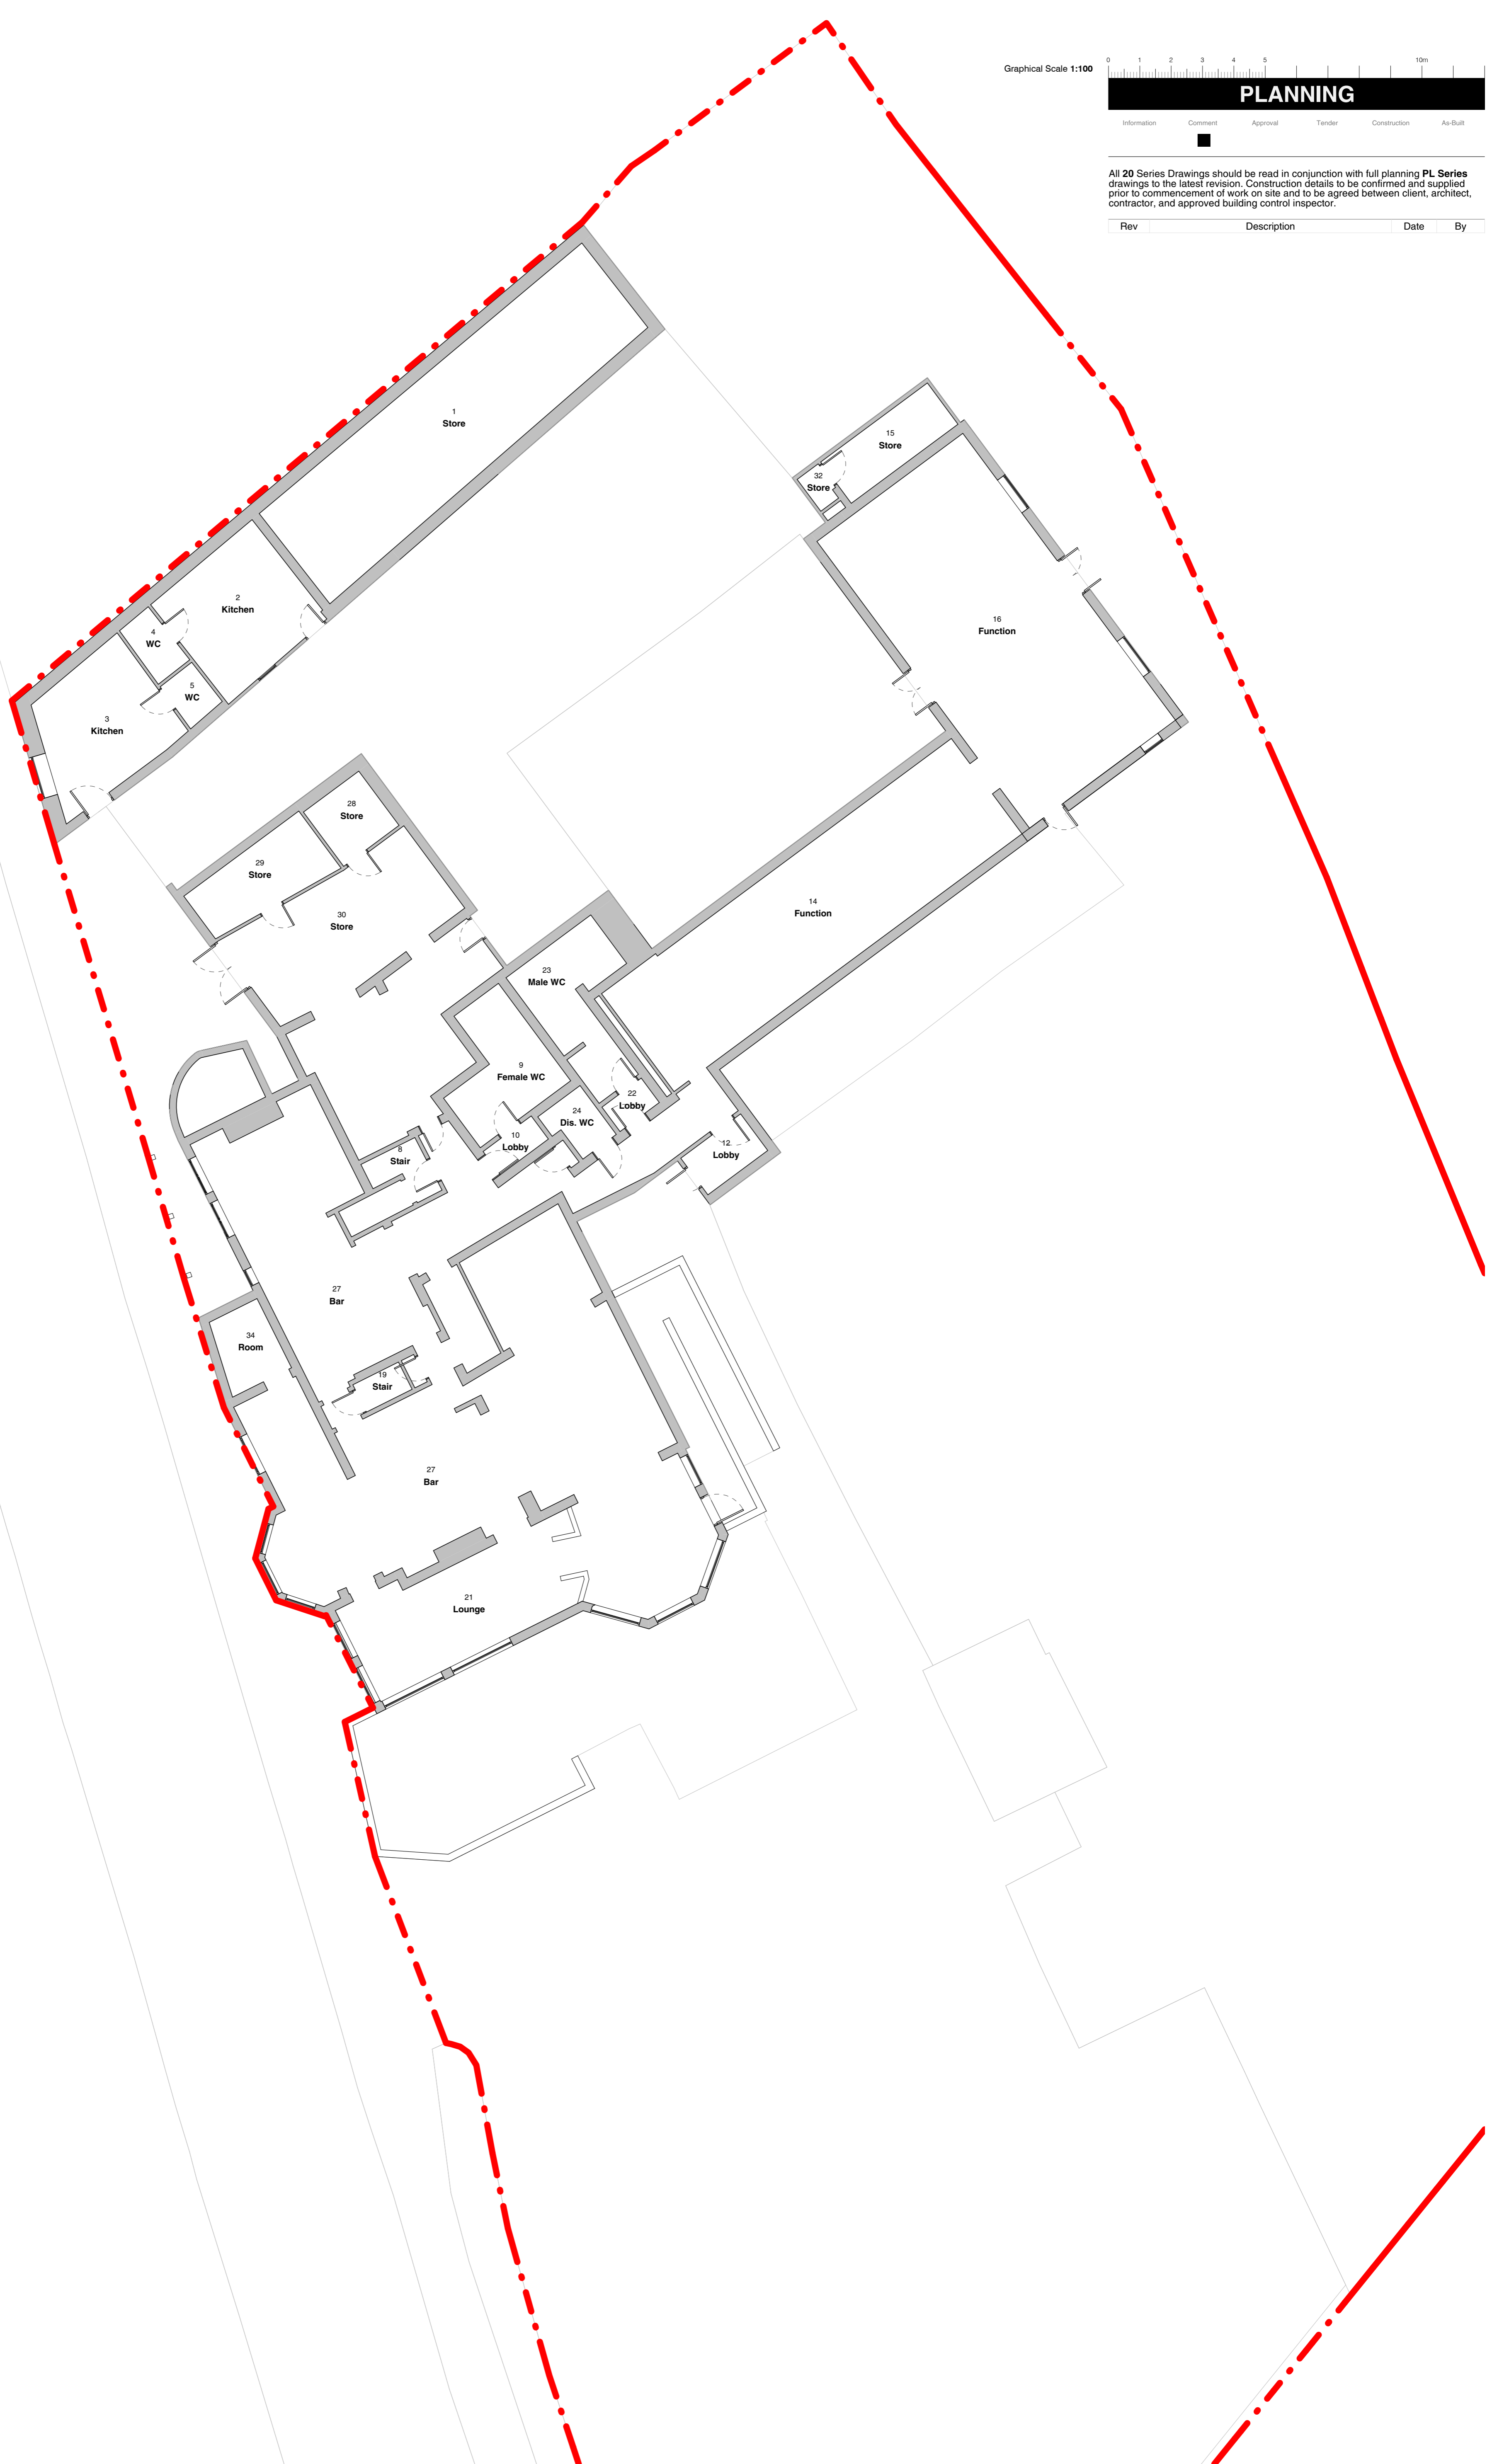 Graphical Scale 1:100
0 1 2 3 4 5 10m
PLANNING
Information Comment Approval Tender Construction As-Built
All 20 Series Drawings should be read in conjunction with full planning PL Series
drawings to the latest revision. Construction details to be confirmed and supplied
prior to commencement of work on site and to be agreed between client, architect,
contractor, and approved building control inspector.
Rev Description Date By
1
Store
15
Store
32
Store
2
Kitchen
16
Function
4
WC
5
WC
3
Kitchen
28
Store
29
Store
30
Store
14
Function
23
Male WC
9
Female WC
22
Lobby
24
Dis. WC
10
Lobby
12
Lobby
8
Stair
27
Bar
34
Room
19
Stair
27
Bar
21
Lounge